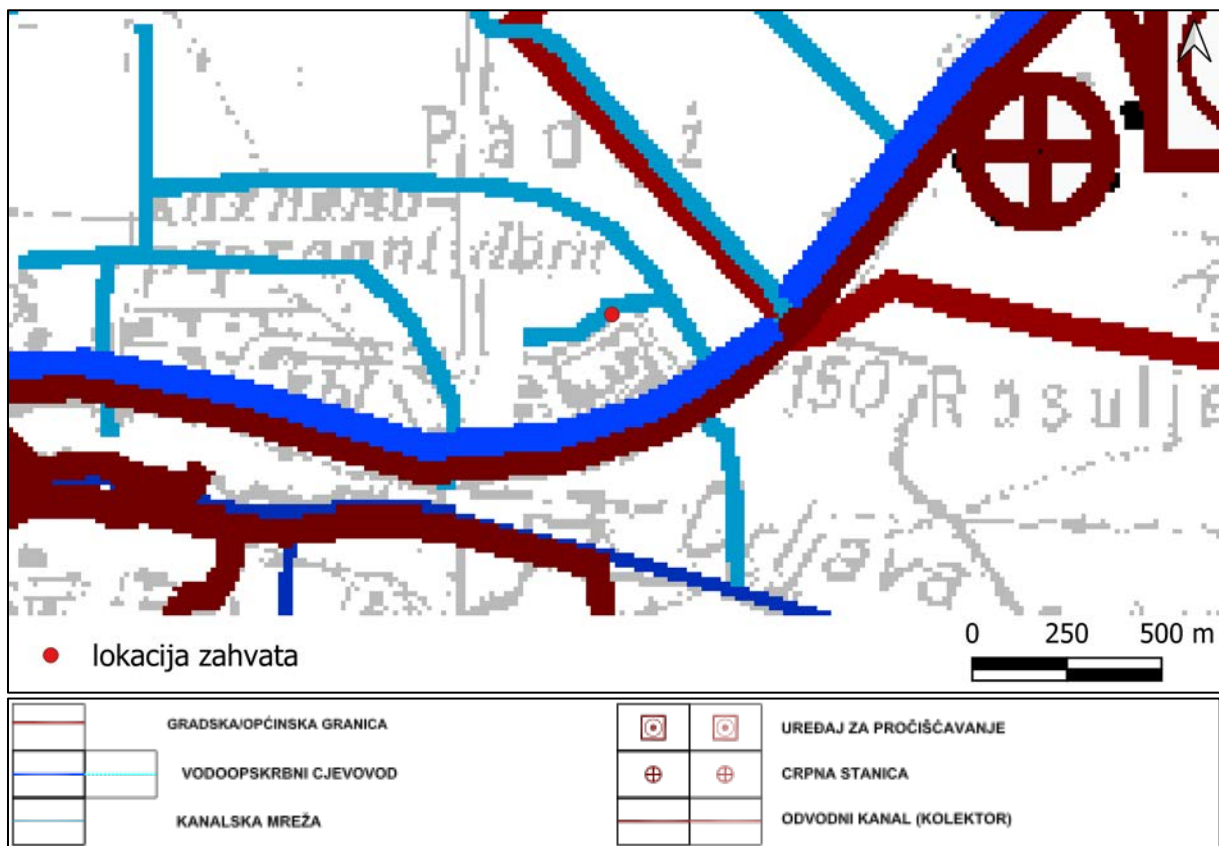 150
Orljava
lokacija zahvata
0 250 500 m
GRADSKA/OPĆINSKA GRANICA
VODOOPSKRBNI CJEVOVOD
KANALSKA MREŽA
UREĐAJ ZA PROČIŠĆAVANJE
CRPNA STANICA
ODVODNI KANAL (KOLEKTOR)